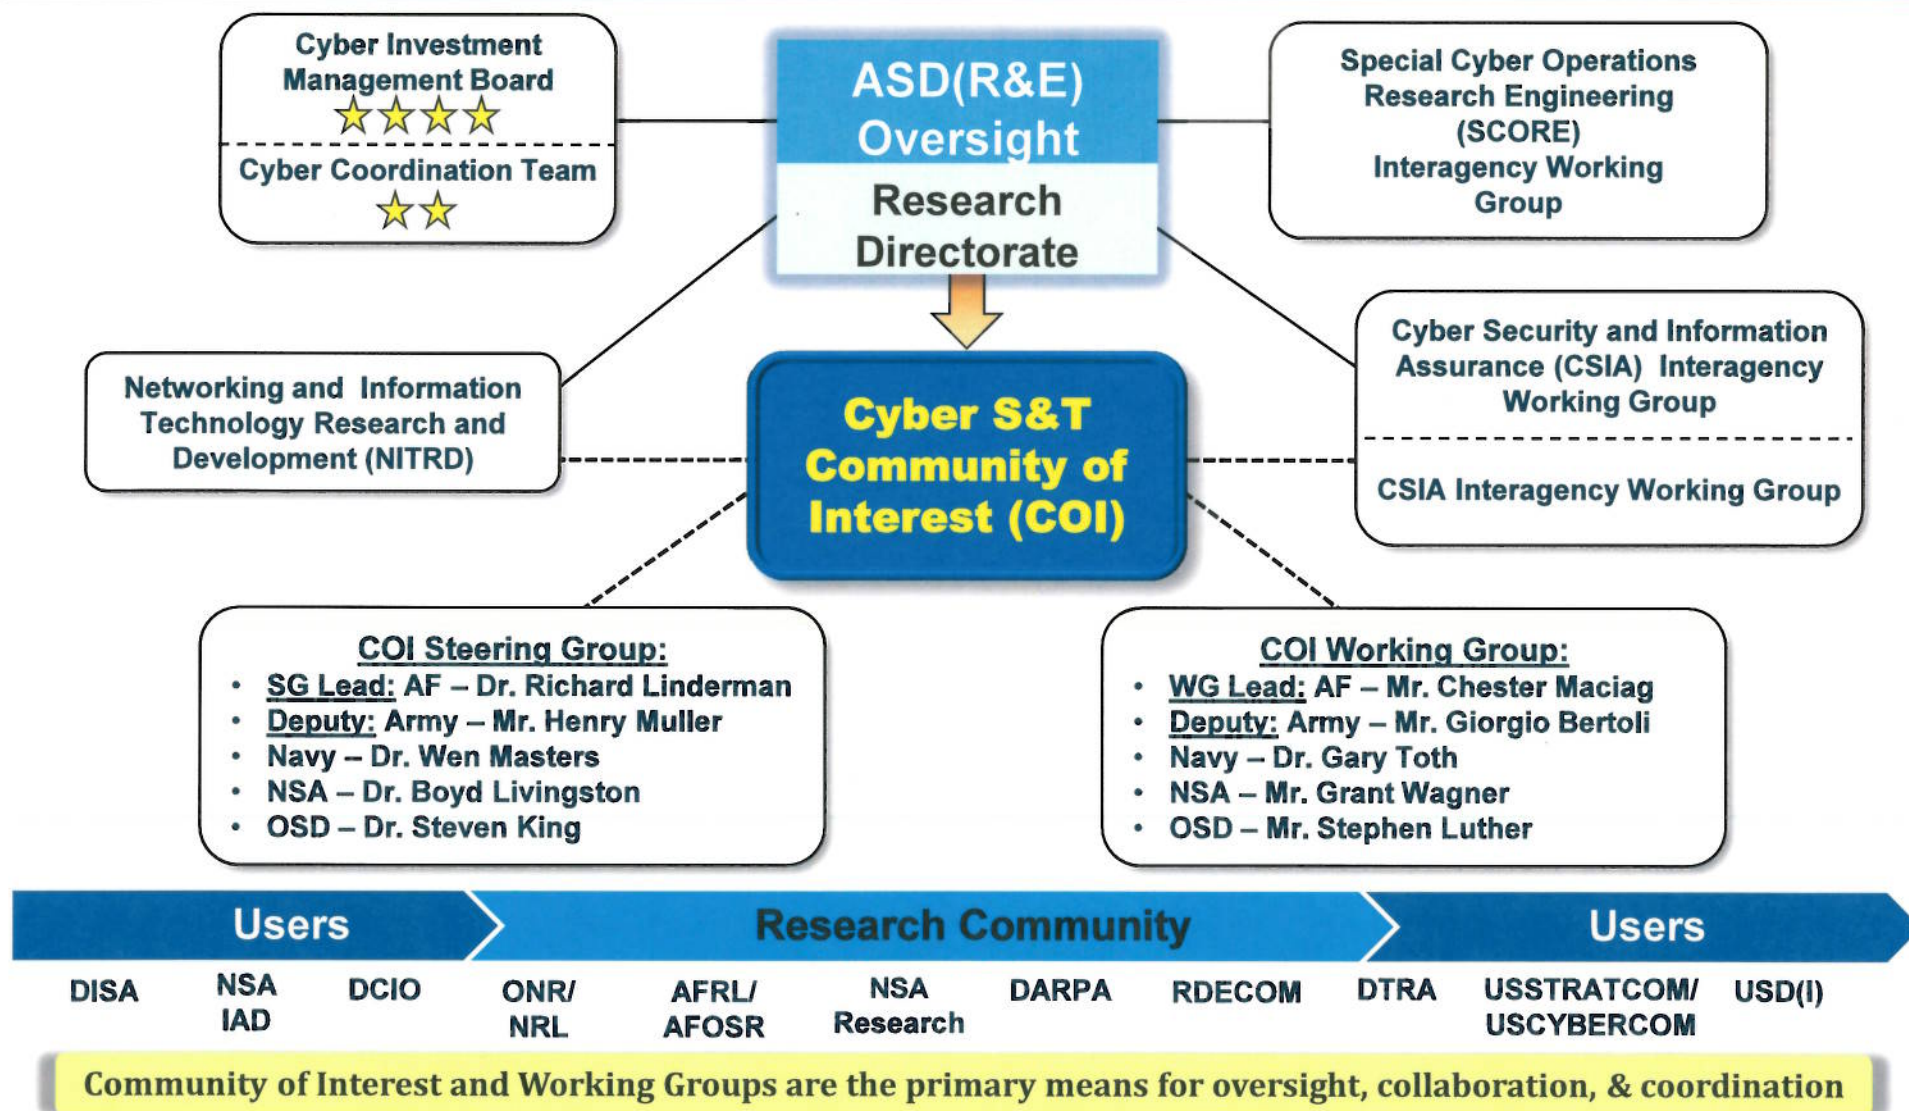 Cyber Investment
Management Board
Cyber Coordination Team
ASD(R&E)
Oversight
Research
Directorate
Special Cyber Operations
Research Engineering
(SCORE)
Interagency Working
Group
Networking and Information
Technology Research and
Development (NITRD)
Cyber S&T
Community of
Interest (COI)
Cyber Security and Information
Assurance (CSIA) Interagency
Working Group
CSIA Interagency Working Group
COI Steering Group:
• SG Lead: AF – Dr. Richard Linderman
• Deputy: Army – Mr. Henry Muller
• Navy – Dr. Wen Masters
• NSA – Dr. Boyd Livingston
• OSD – Dr. Steven King
COI Working Group:
• WG Lead: AF – Mr. Chester Maciag
• Deputy: Army – Mr. Giorgio Bertoli
• Navy – Dr. Gary Toth
• NSA – Mr. Grant Wagner
• OSD – Mr. Stephen Luther
Users
Research Community
Users
DISA
NSA
IAD
DCIO
ONR/
NRL
AFRL/
AFOSR
NSA
Research
DARPA
RDECOM
DTRA
USSTRATCOM/
USCYBERCOM
USD(I)
Community of Interest and Working Groups are the primary means for oversight, collaboration, & coordination